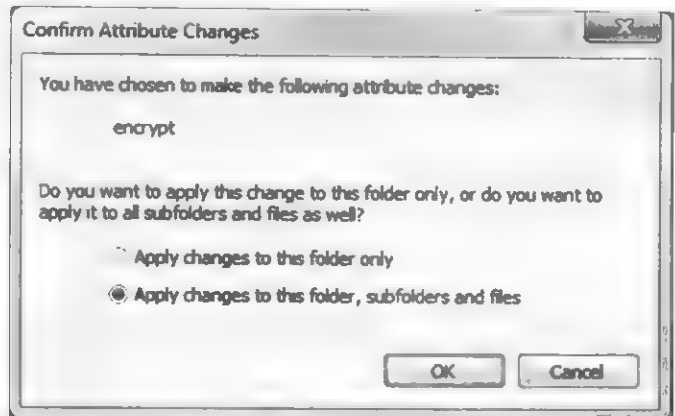 Confirm Attribute Changes
You have chosen to make the following attribute changes:
encrypt
Do you want to apply this change to this folder only, or do you want to
apply it to all subfolders and files as well?
Apply changes to this folder only
Apply changes to this folder, subfolders and files
OK
Cancel